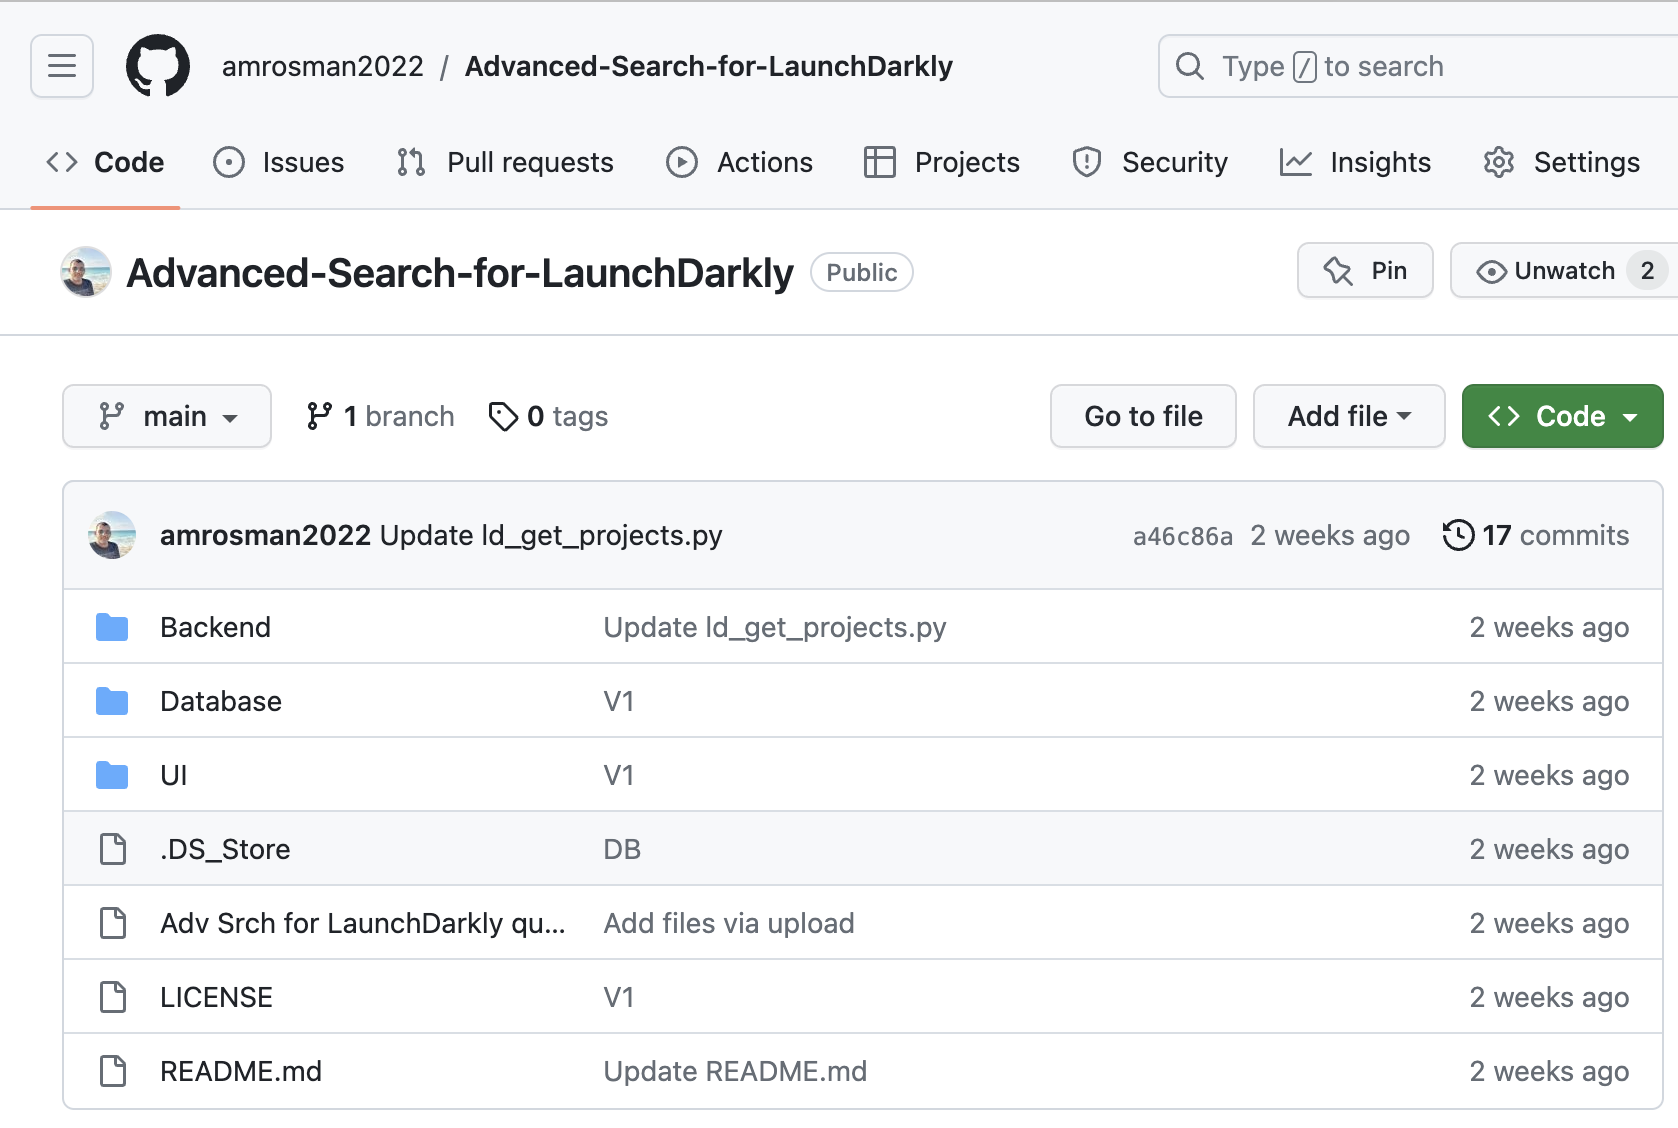 amrosman2022 / Advanced-Search-for-LaunchDarkly
Type / to search
Code Issues Pull requests Actions Projects Security Insights Settings
Advanced-Search-for-LaunchDarkly Public Pin Unwatch 2
main 1 branch 0 tags Go to file Add file Code
amrosman2022 Update ld_get_projects.py a46c86a 2 weeks ago 17 commits
Backend Update ld_get_projects.py 2 weeks ago
Database V1 2 weeks ago
UI V1 2 weeks ago
.DS_Store DB 2 weeks ago
Adv Srch for LaunchDarkly qu... Add files via upload 2 weeks ago
LICENSE V1 2 weeks ago
README.md Update README.md 2 weeks ago